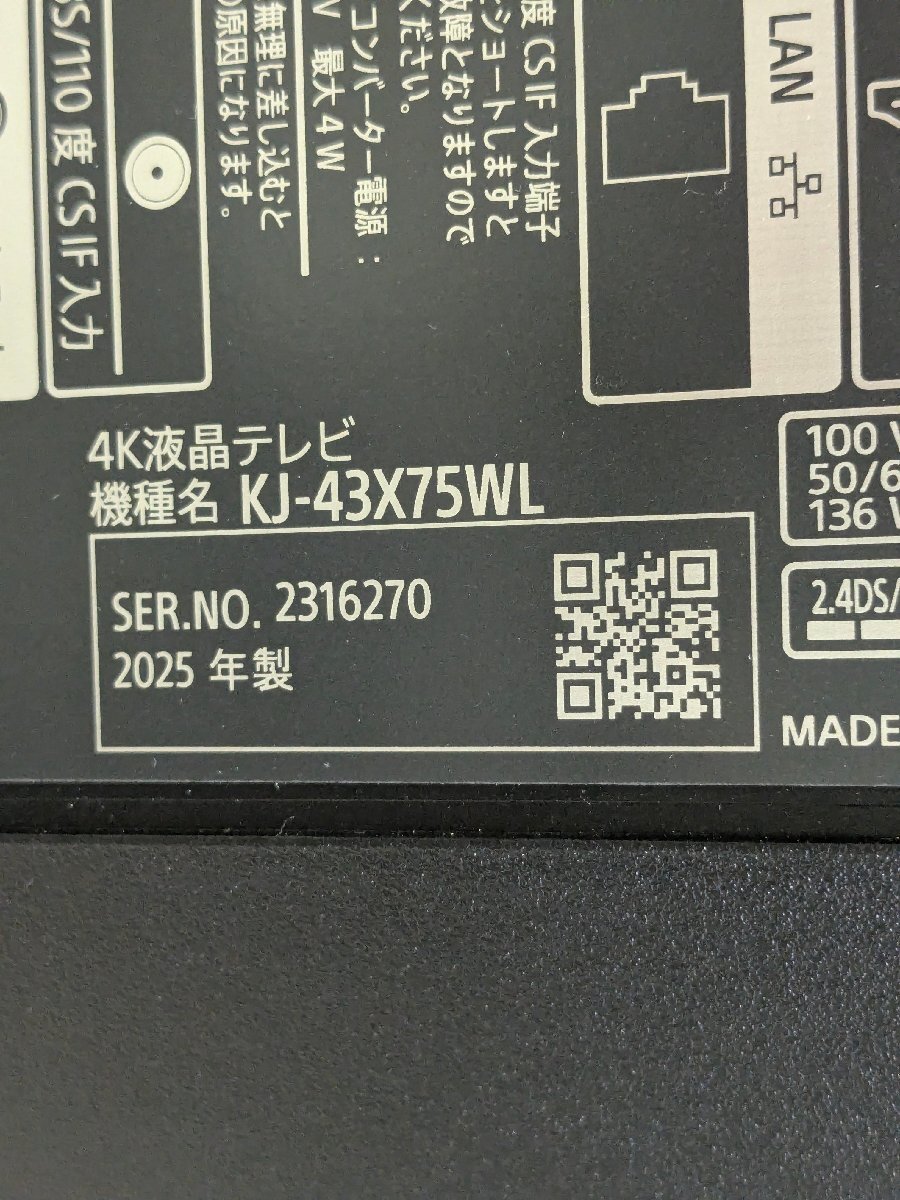 BS/110 度 CS IF 入力
度 CS IF 入力端子
ショートしますと
故障となりますので
ください。
コンバーター電源：
V 最大 4 W
無理に差し込むと
の原因になります。
LAN
4K液晶テレビ
機種名 KJ-43X75WL
SER.NO. 2316270
2025 年製
100 V
50/6
136 W
2.4DS/
MADE